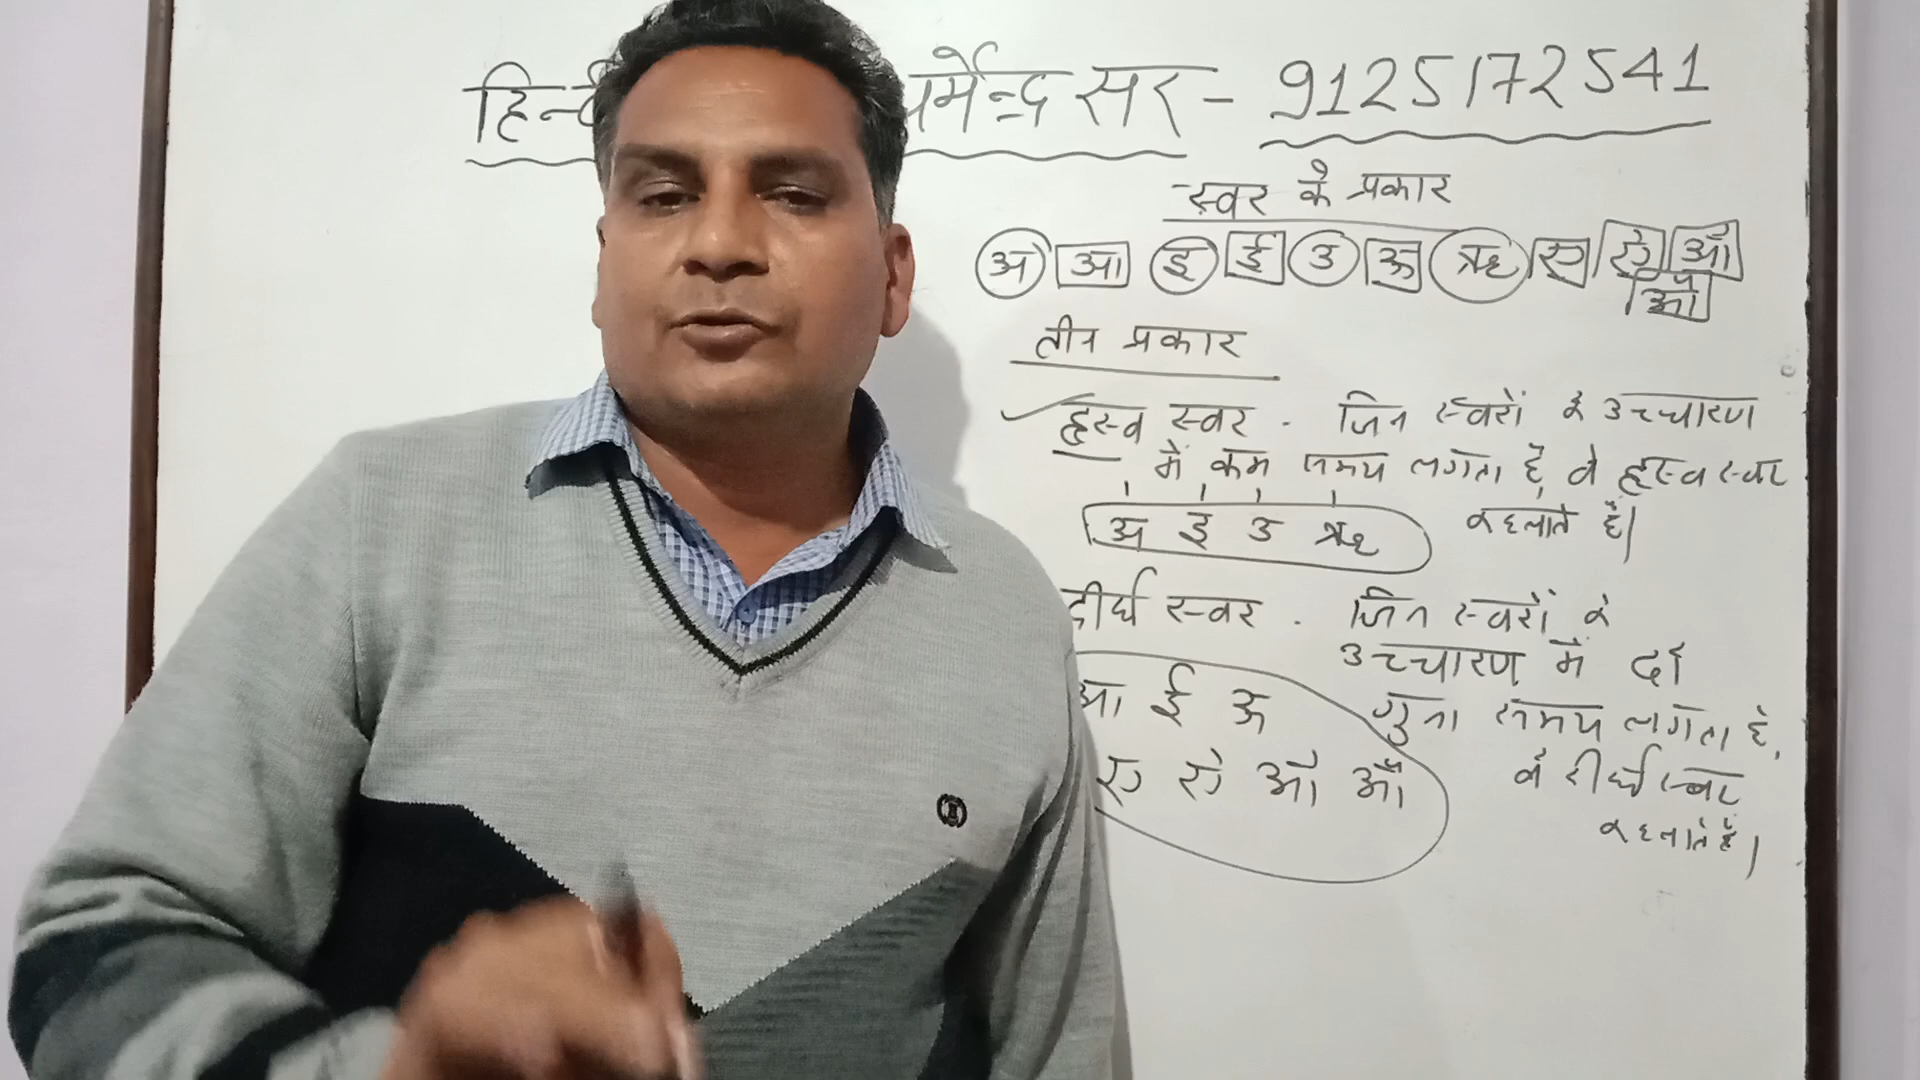 हिन्दी र्मेन्द्र सर - 9125172541
स्वर के प्रकार
अ आ इ ई उ ऊ ऋ ए ऐ ओ
औ
तीन प्रकार
ह्रस्व स्वर - जिन स्वरों के उच्चारण
में कम समय लगता है, वे ह्रस्व स्वर
कहलाते हैं।
अ इ उ ऋ
दीर्घ स्वर - जिन स्वरों के
उच्चारण में दो
गुना समय लगता है,
वे दीर्घ स्वर
कहलाते हैं।
आ ई ऊ
ए ऐ ओ औ